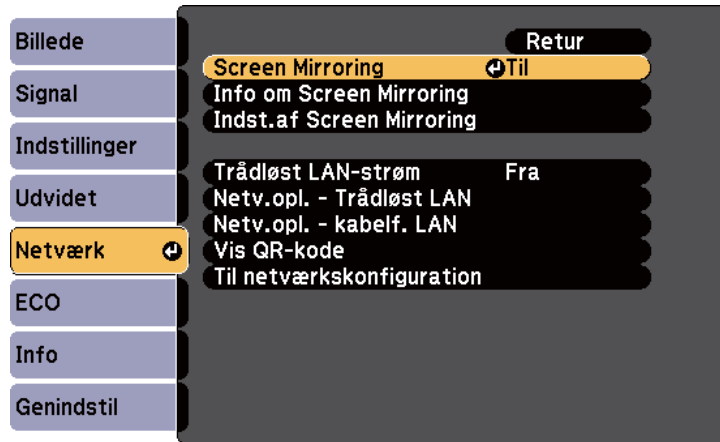 Billede
Signal
Indstillinger
Udvidet
Netværk
ECO
Info
Genindstil
Retur
Screen Mirroring Til
Info om Screen Mirroring
Indst.af Screen Mirroring
Trådløst LAN-strøm Fra
Netv.opl. - Trådløst LAN
Netv.opl. - kabelf. LAN
Vis QR-kode
Til netværkskonfiguration